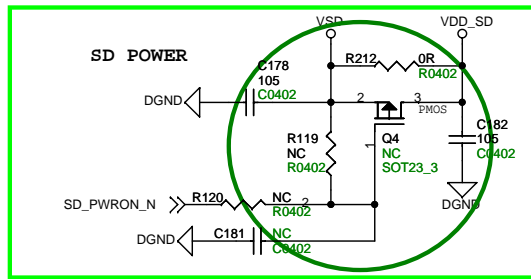 VSD VDD_SD
SD POWER
R212 0R
R0402
C178
105
C0402
DGND
2 3
PMOS
R119
NC
R0402
1
Q4
NC
SOT23_3
C182
105
C0402
DGND
SD_PWRON_N R120 NC 2
R0402
C181 NC
C0402
DGND